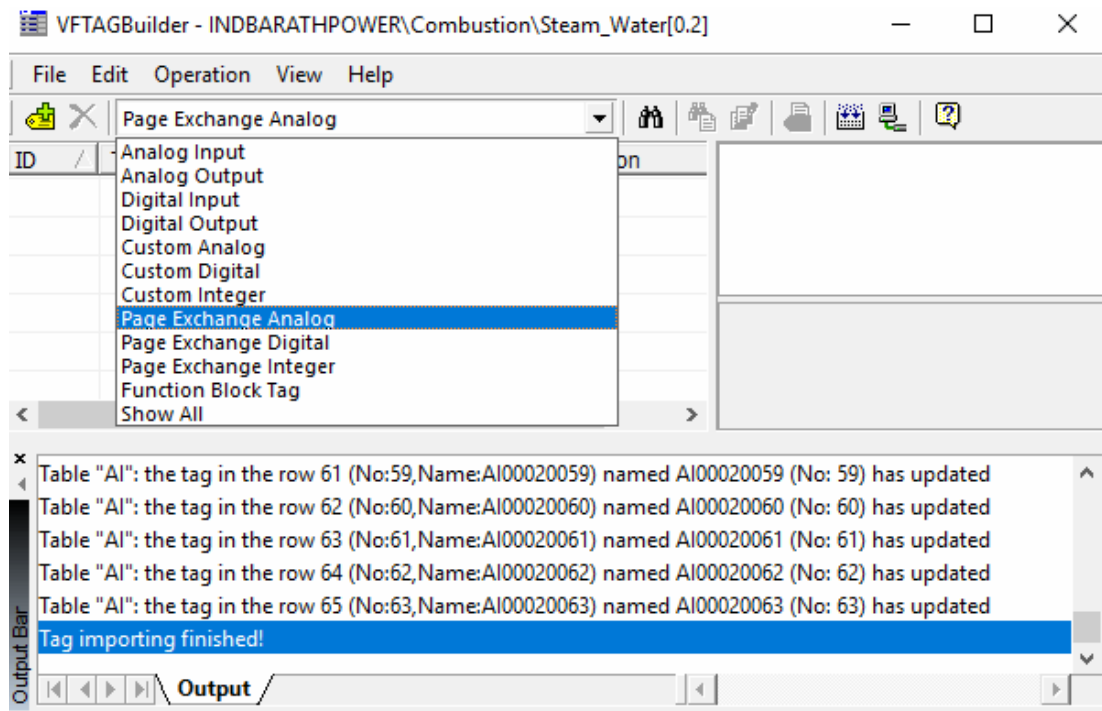 VFTAGBuilder - INDBARATHPOWER\Combustion\Steam_Water[0.2]
File Edit Operation View Help
Page Exchange Analog
ID
on
Analog Input
Analog Output
Digital Input
Digital Output
Custom Analog
Custom Digital
Custom Integer
Page Exchange Analog
Page Exchange Digital
Page Exchange Integer
Function Block Tag
Show All
Table "AI": the tag in the row 61 (No:59,Name:AI00020059) named AI00020059 (No: 59) has updated
Table "AI": the tag in the row 62 (No:60,Name:AI00020060) named AI00020060 (No: 60) has updated
Table "AI": the tag in the row 63 (No:61,Name:AI00020061) named AI00020061 (No: 61) has updated
Table "AI": the tag in the row 64 (No:62,Name:AI00020062) named AI00020062 (No: 62) has updated
Table "AI": the tag in the row 65 (No:63,Name:AI00020063) named AI00020063 (No: 63) has updated
Tag importing finished!
Output Bar
Output